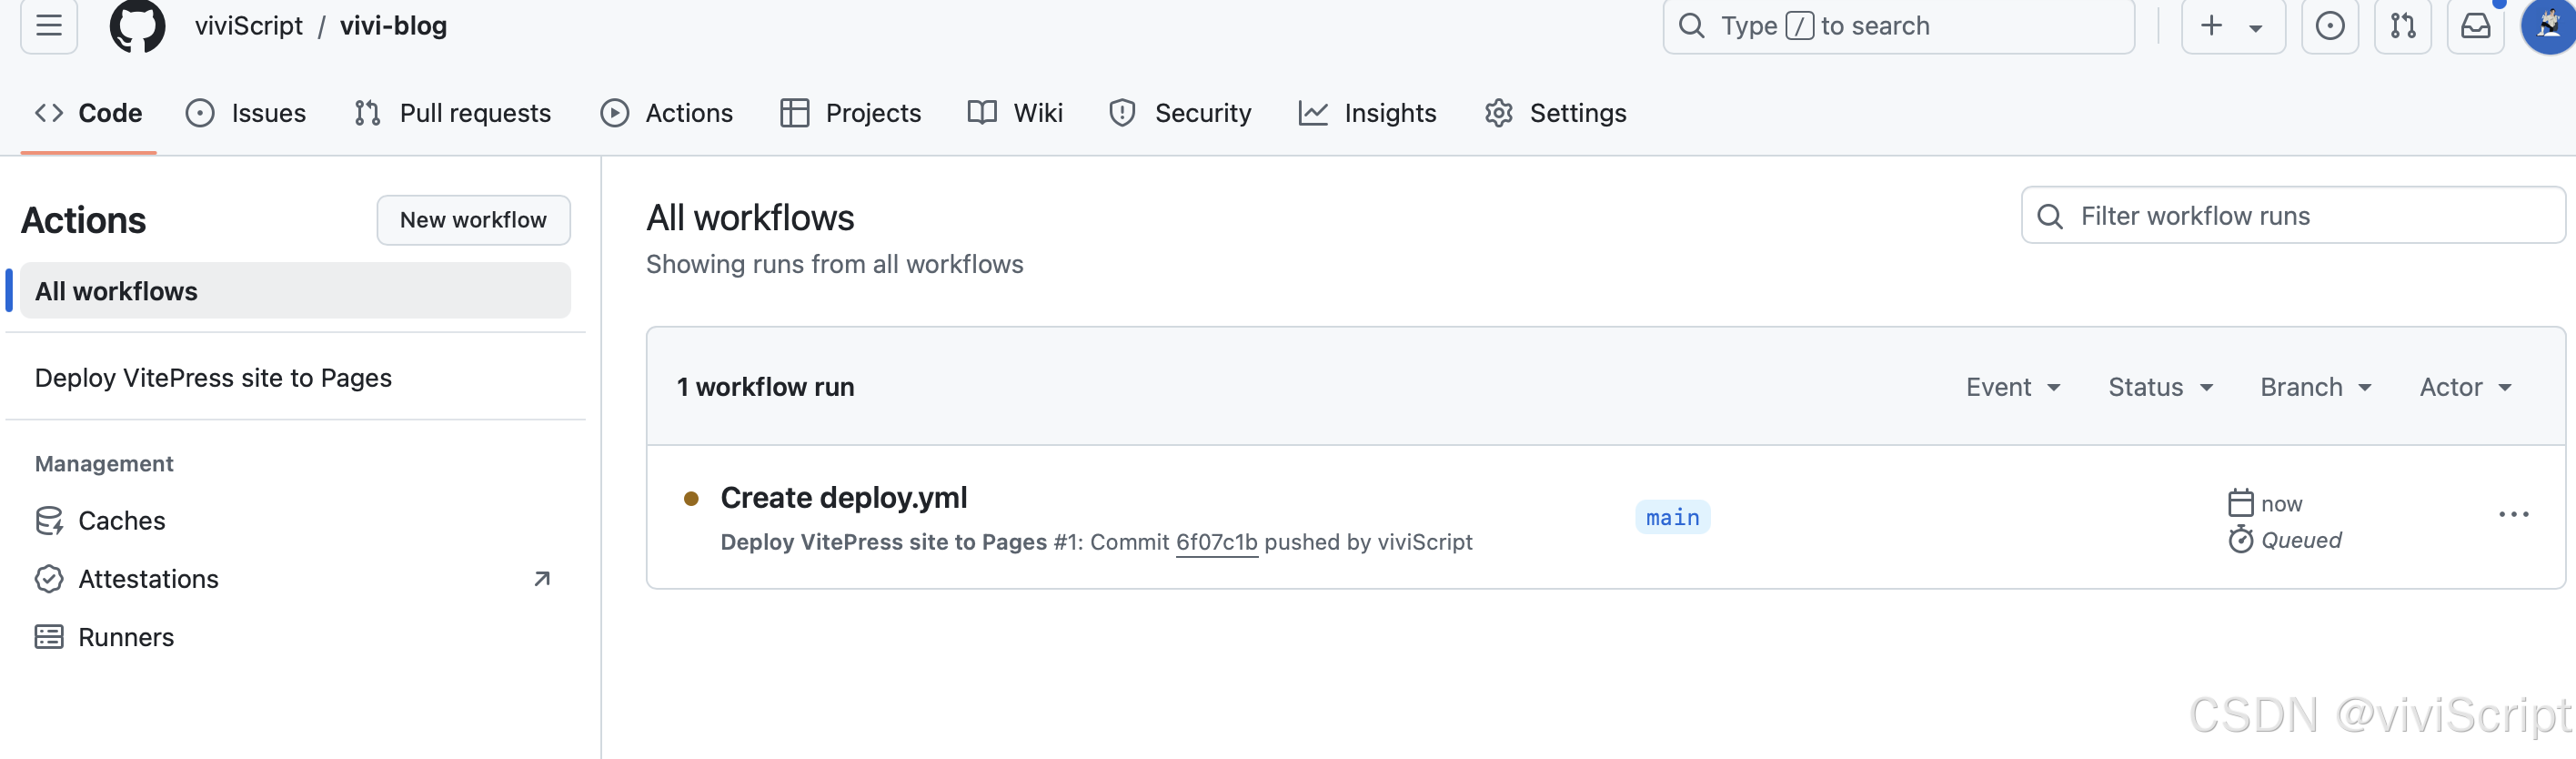 viviScript / vivi-blog
Type / to search
Code Issues Pull requests Actions Projects Wiki Security Insights Settings
Actions
New workflow
All workflows
Deploy VitePress site to Pages
Management
Caches
Attestations
Runners
All workflows
Showing runs from all workflows
Filter workflow runs
1 workflow run
Event Status Branch Actor
Create deploy.yml
Deploy VitePress site to Pages #1: Commit 6f07c1b pushed by viviScript
main
now
Queued
CSDN @viviScript